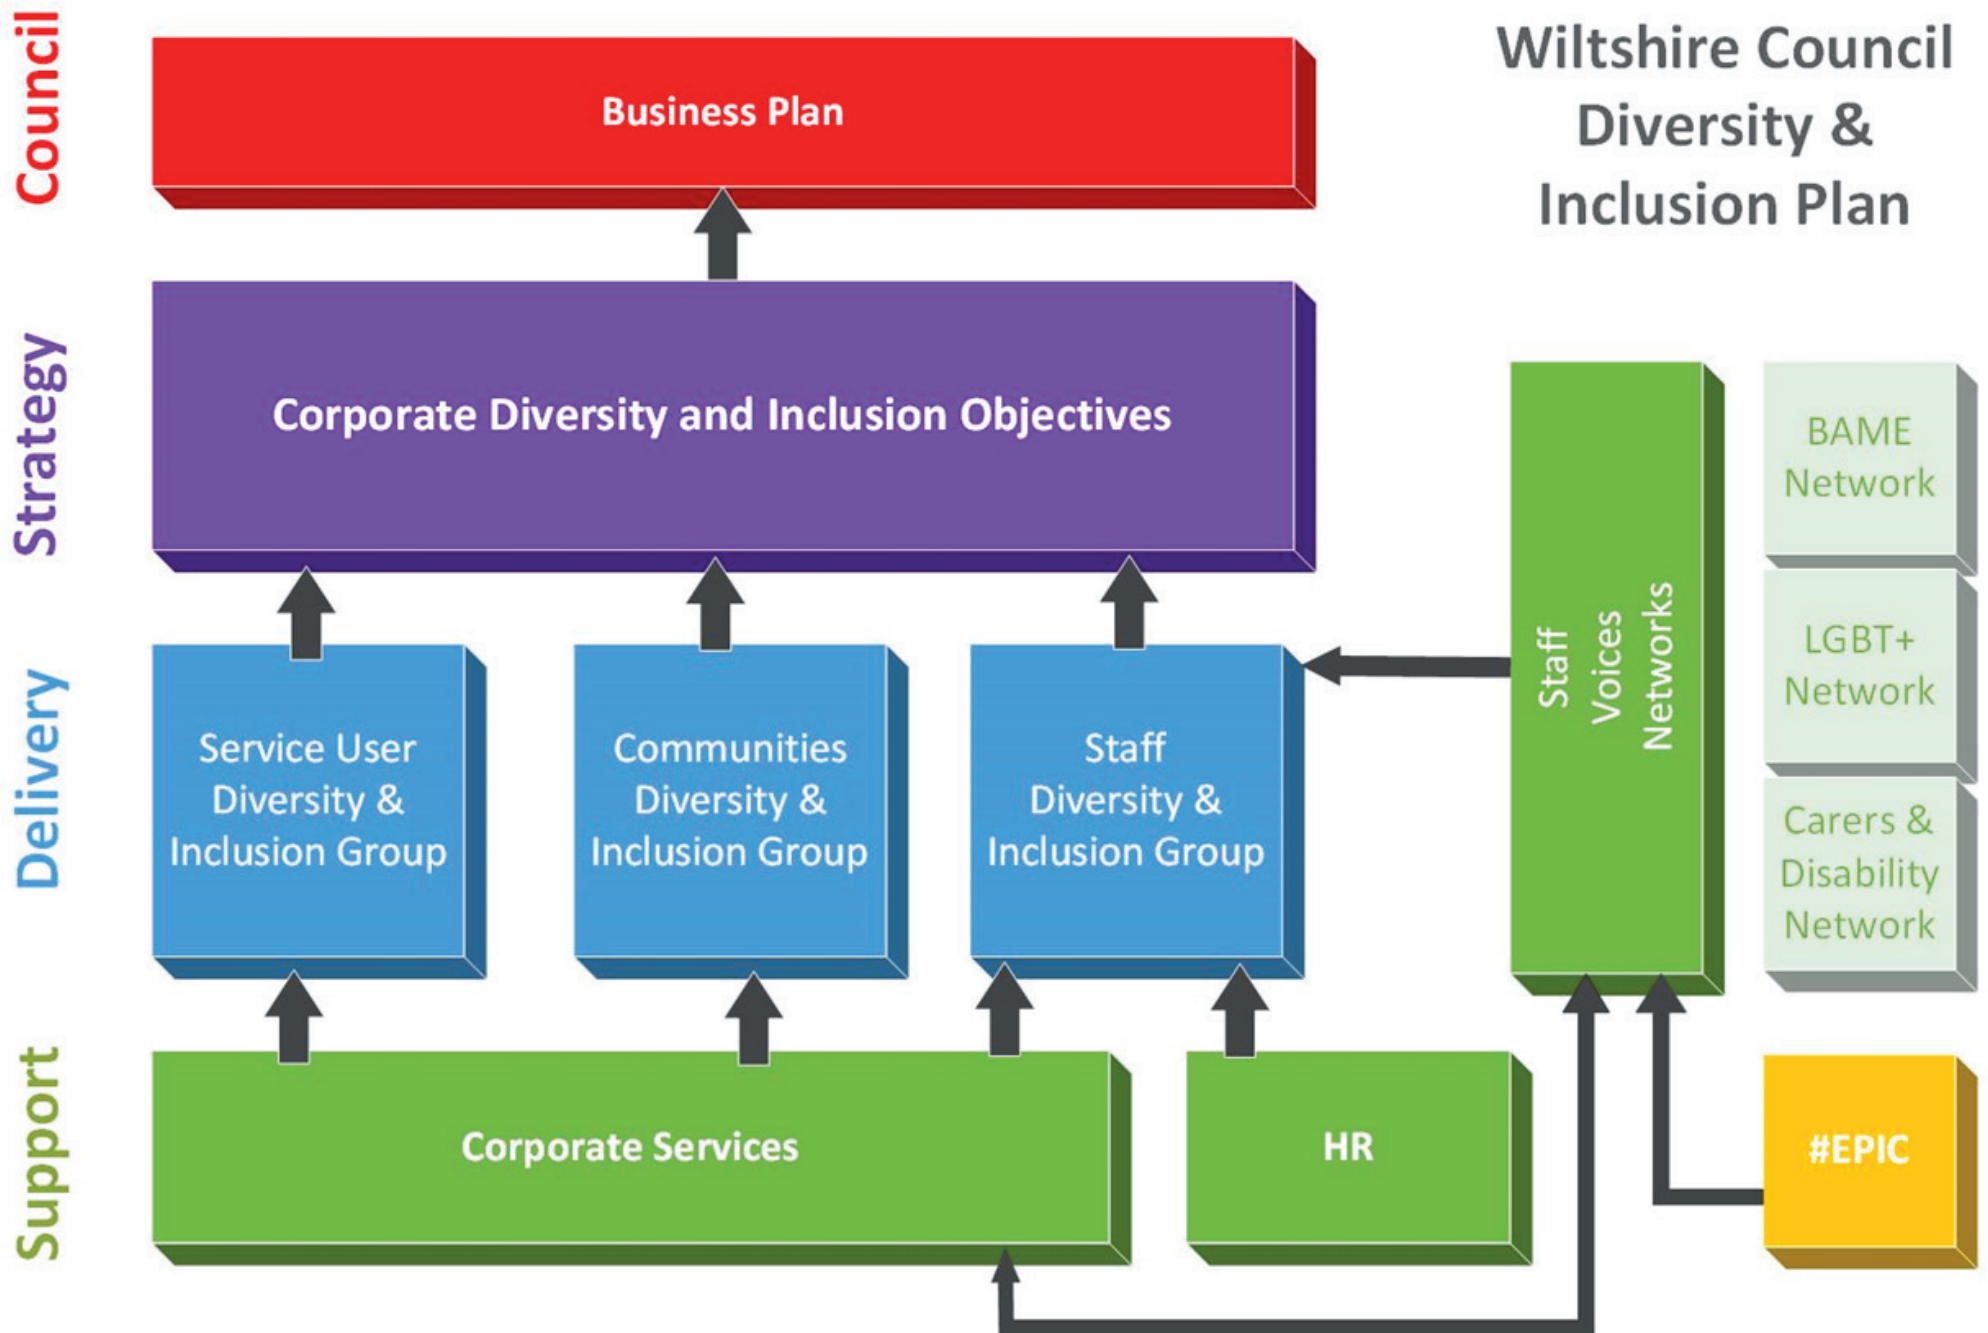 Wiltshire Council
Diversity &
Inclusion Plan
Council
Business Plan
Strategy
Corporate Diversity and Inclusion Objectives
Delivery
Service User
Diversity &
Inclusion Group
Communities
Diversity &
Inclusion Group
Staff
Diversity &
Inclusion Group
Staff
Voices
Networks
BAME
Network
LGBT+
Network
Carers &
Disability
Network
Support
Corporate Services
HR
#EPIC